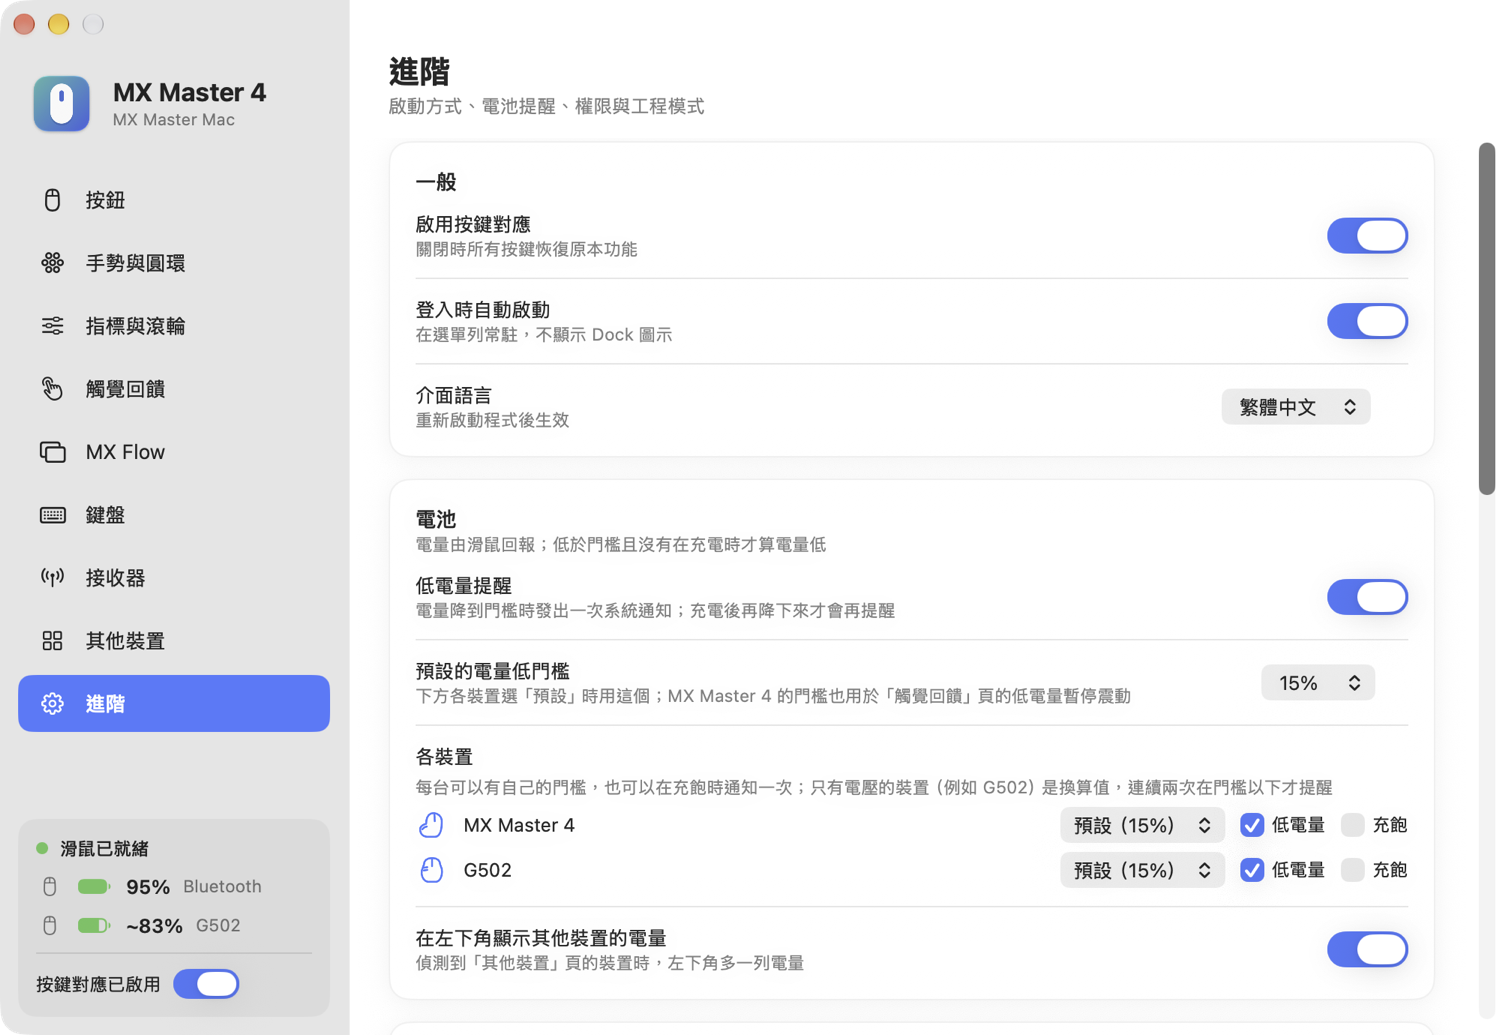 MX Master 4
MX Master Mac
按鈕
手勢與圓環
指標與滾輪
觸覺回饋
MX Flow
鍵盤
接收器
其他裝置
進階
滑鼠已就緒
95% Bluetooth
~83% G502
按鍵對應已啟用
進階
啟動方式、電池提醒、權限與工程模式
一般
啟用按鍵對應
關閉時所有按鍵恢復原本功能
登入時自動啟動
在選單列常駐，不顯示 Dock 圖示
介面語言
重新啟動程式後生效
繁體中文
電池
電量由滑鼠回報；低於門檻且沒有在充電時才算電量低
低電量提醒
電量降到門檻時發出一次系統通知；充電後再降下來才會再提醒
預設的電量低門檻
下方各裝置選「預設」時用這個；MX Master 4 的門檻也用於「觸覺回饋」頁的低電量暫停震動
15%
各裝置
每台可以有自己的門檻，也可以在充飽時通知一次；只有電壓的裝置（例如 G502）是換算值，連續兩次在門檻以下才提醒
MX Master 4 預設（15%） 低電量 充飽
G502 預設（15%） 低電量 充飽
在左下角顯示其他裝置的電量
偵測到「其他裝置」頁的裝置時，左下角多一列電量